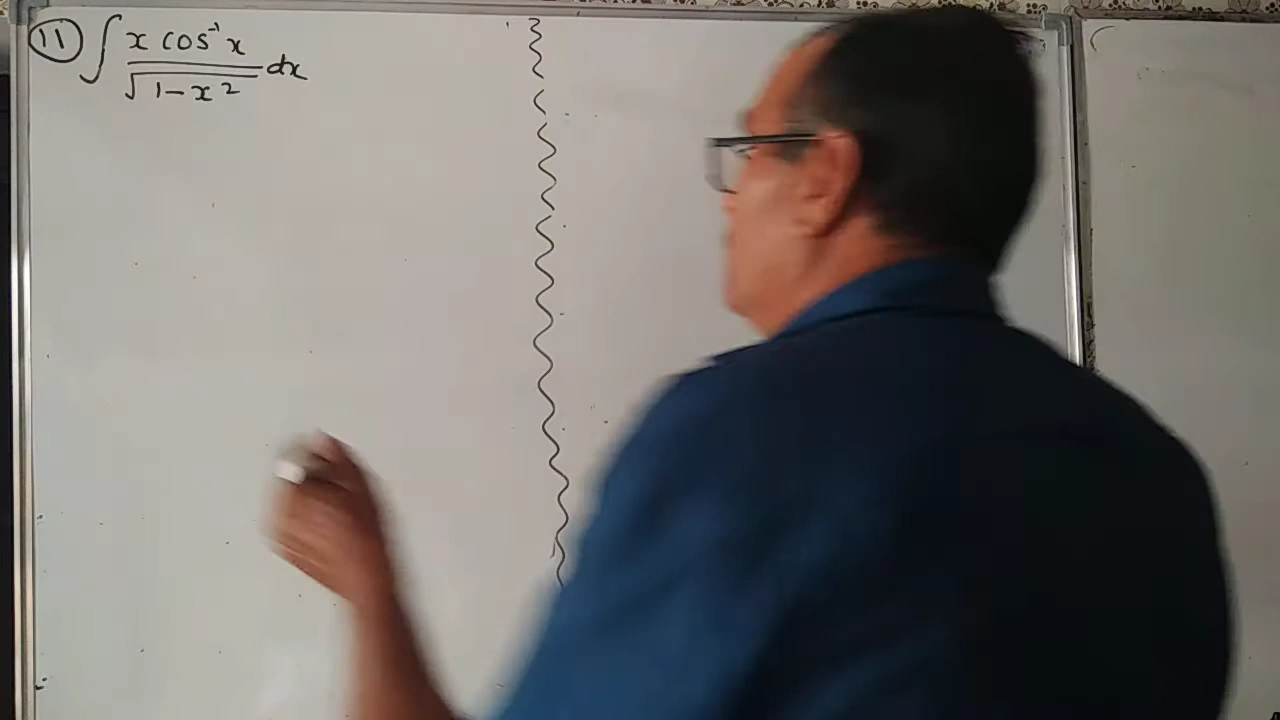 (11) ∫ x cos⁻¹x / √(1-x²) dx